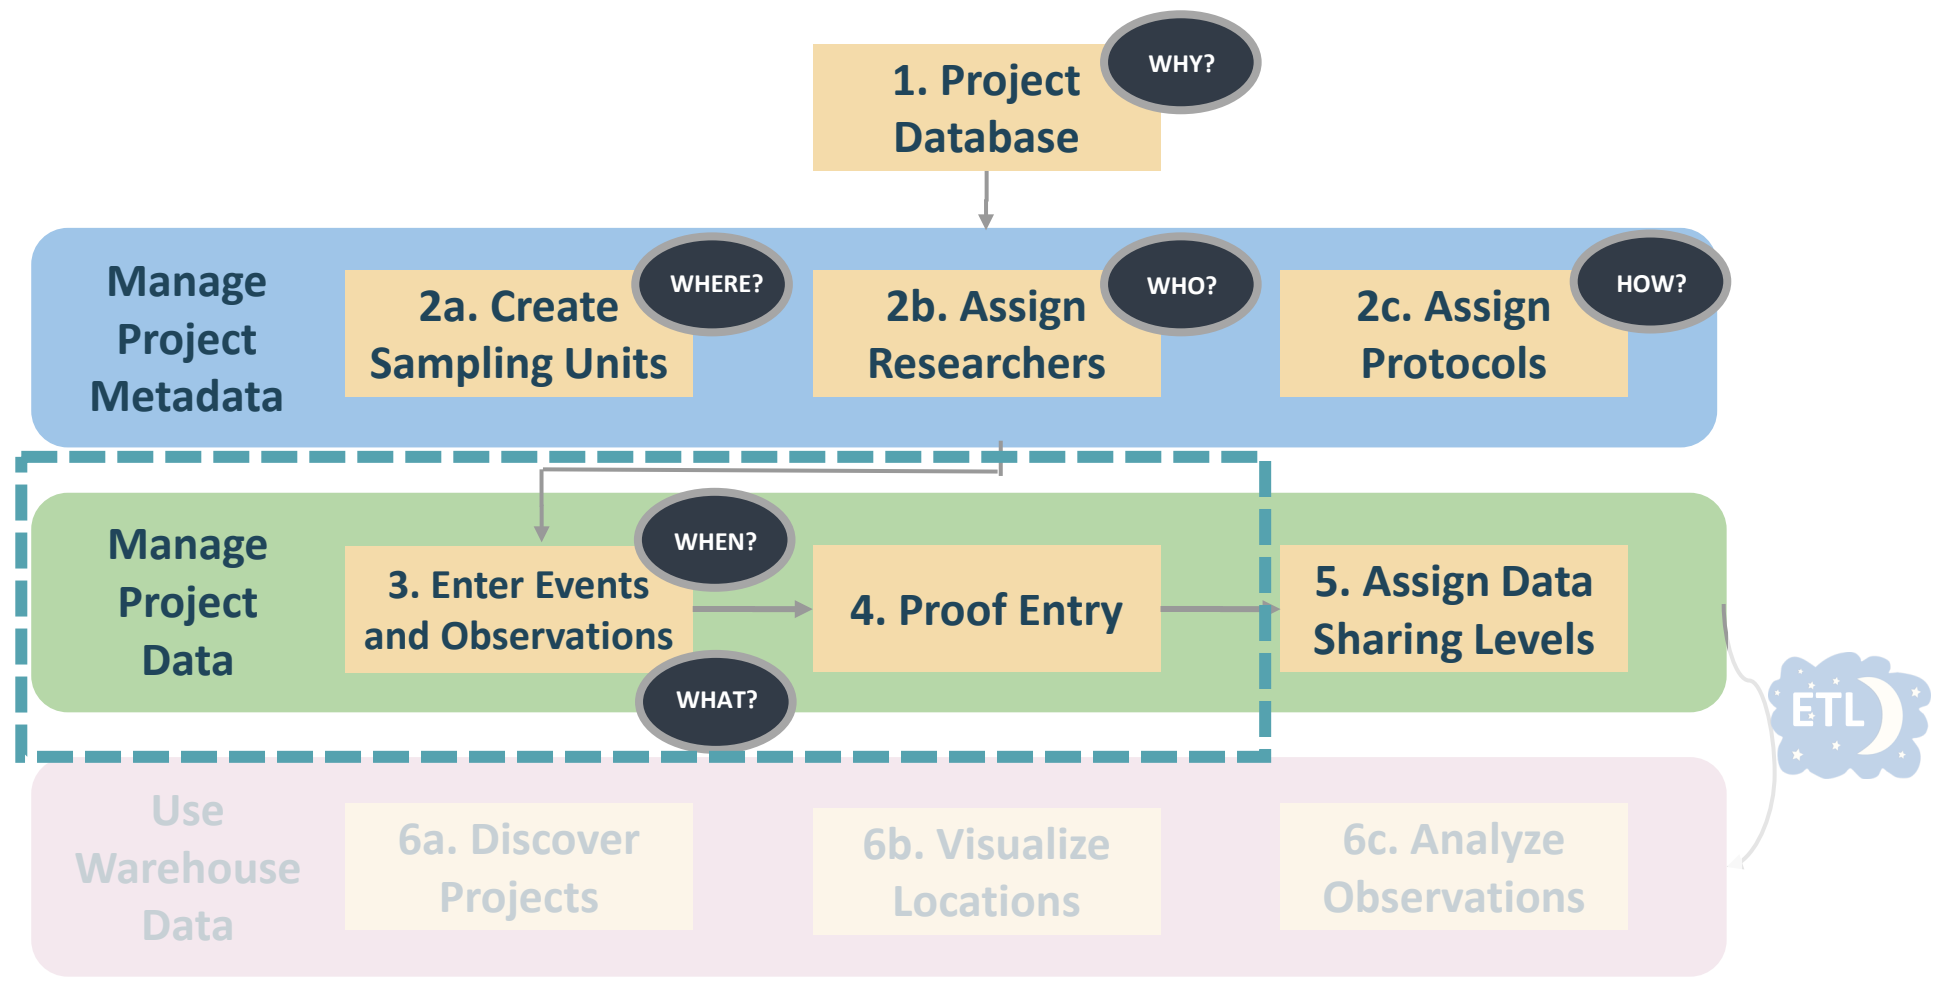 1. Project
Database
WHY?
Manage
Project
Metadata
2a. Create
Sampling Units
WHERE?
2b. Assign
Researchers
WHO?
2c. Assign
Protocols
HOW?
Manage
Project
Data
3. Enter Events
and Observations
WHEN?
WHAT?
4. Proof Entry
5. Assign Data
Sharing Levels
ETL
Use
Warehouse
Data
6a. Discover
Projects
6b. Visualize
Locations
6c. Analyze
Observations